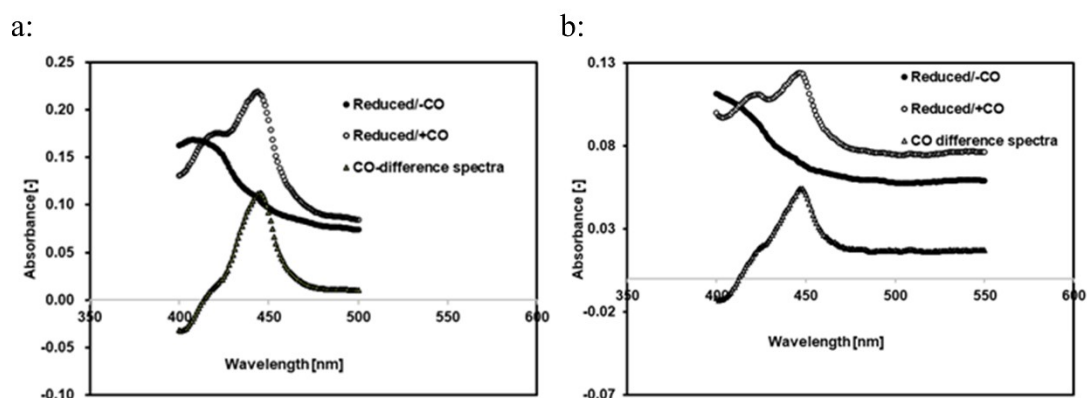 a:
0.25
0.20
0.15
0.10
0.05
0.00
-0.05
-0.10
350
400
450
500
550
600
Absorbance[-]
Wavelength[nm]
Reduced/-CO
Reduced/+CO
CO-difference spectra
b:
0.13
0.08
0.03
-0.02
-0.07
350
400
450
500
550
600
Absorbance[-]
Wavelength[nm]
Reduced/-CO
Reduced/+CO
CO difference spectra